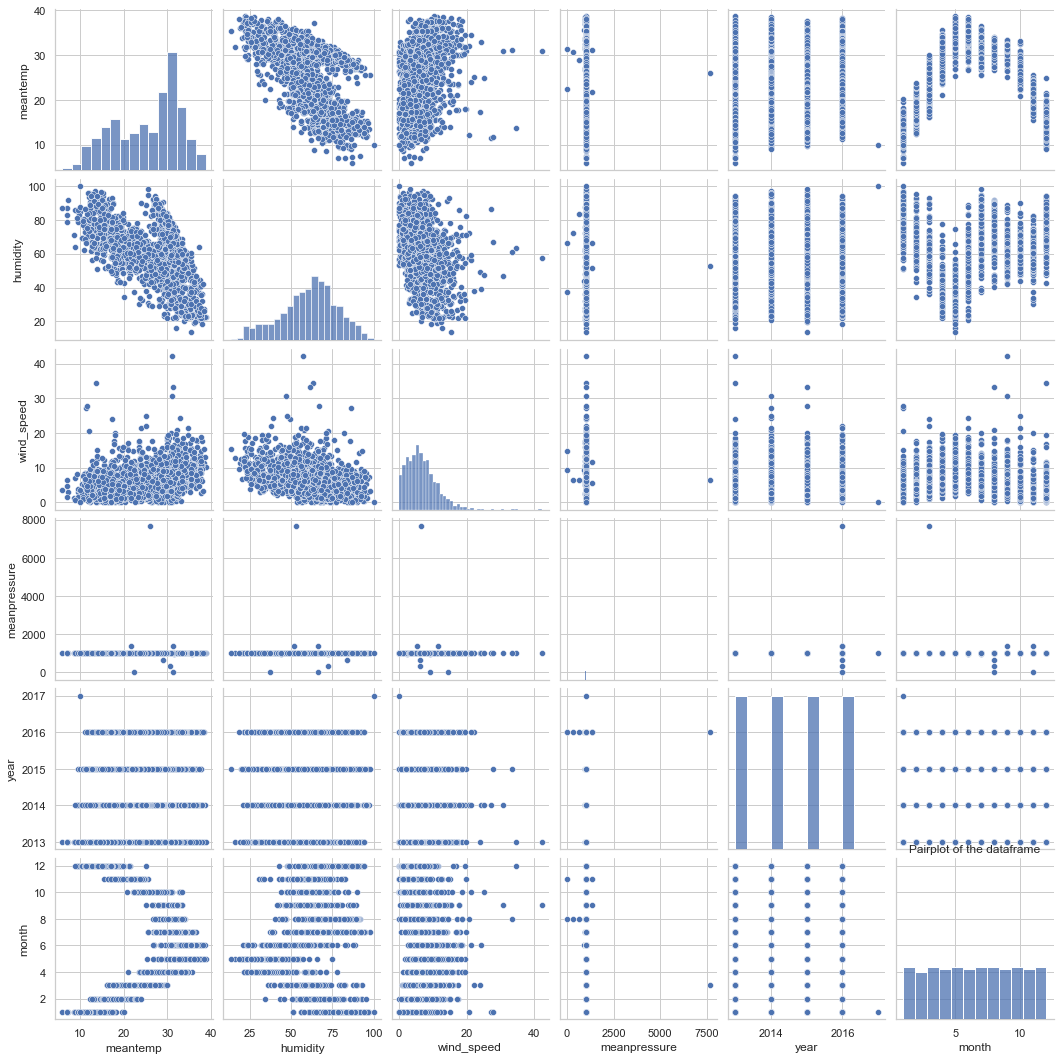 40
30
20
10
meantemp
100
80
60
40
20
humidity
40
30
20
10
0
wind_speed
8000
6000
4000
2000
0
meanpressure
2017
2016
2015
2014
2013
year
Pairplot of the dataframe
12
10
8
6
4
2
month
10 20 30 40
25 50 75 100
0 20 40
0 2500 5000 7500
2014 2016
5 10
meantemp humidity wind_speed meanpressure year month